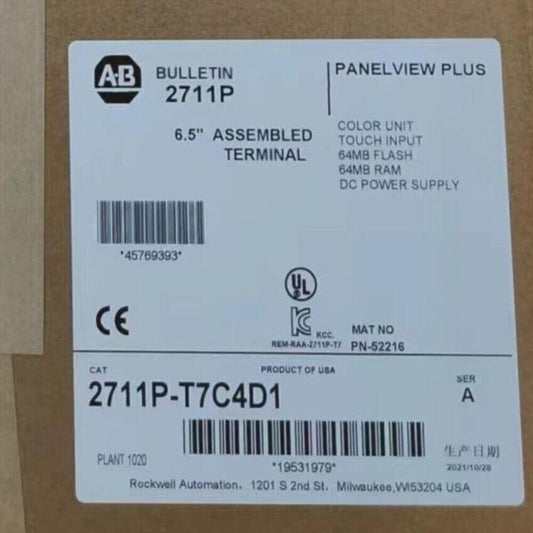 A-B
BULLETIN
2711P
PANELVIEW PLUS
6.5" ASSEMBLED
TERMINAL
COLOR UNIT
TOUCH INPUT
64MB FLASH
64MB RAM
DC POWER SUPPLY
*45769393*
UL
CE
KCC.
REM-RAA-2711P-T7
MAT NO
PN-52216
CAT
PRODUCT OF USA
SER
2711P-T7C4D1
A
PLANT 1020
*19531979*
生产日期
2021/10/28
Rockwell Automation, 1201 S 2nd St, Milwaukee,WI53204 USA